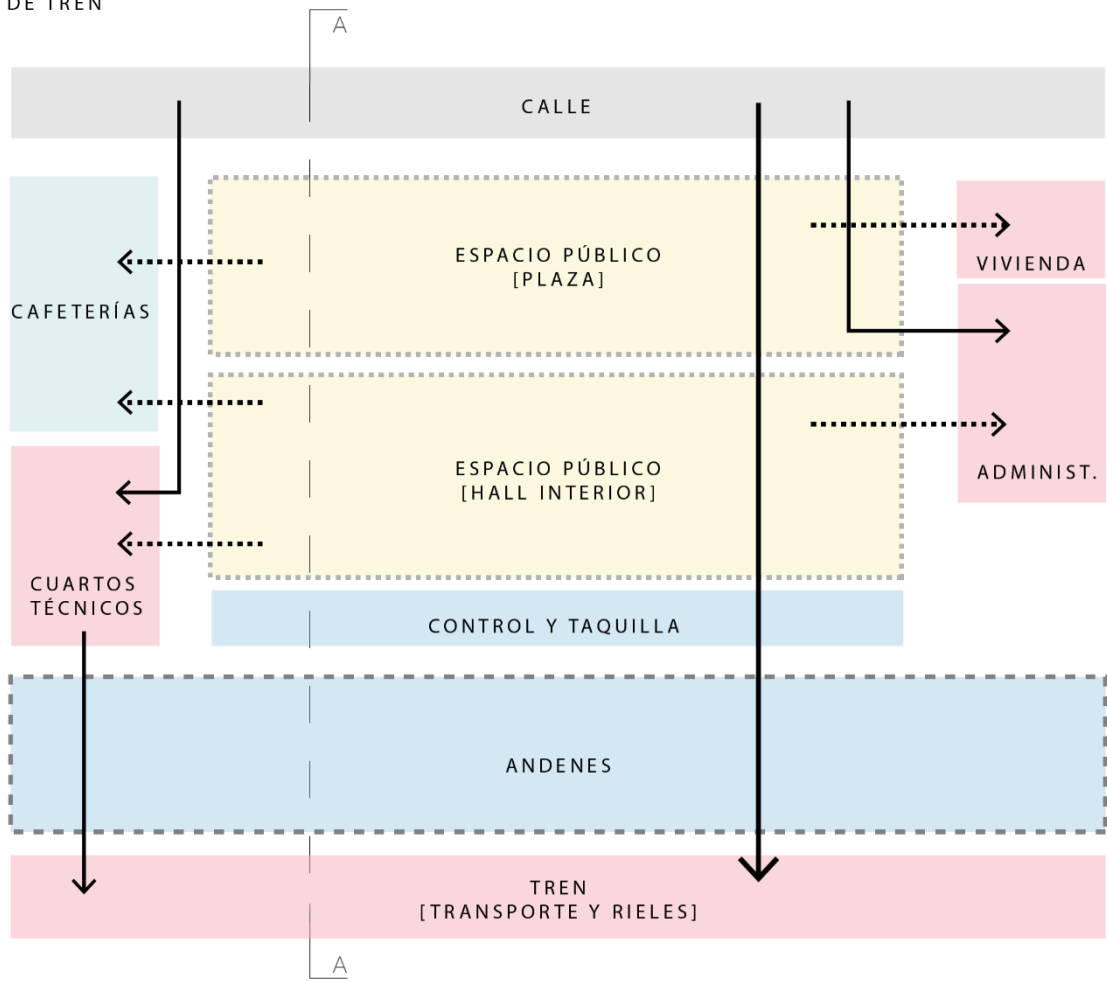 DE TREN
A
CALLE
ESPACIO PÚBLICO
[PLAZA]
VIVIENDA
CAFETERÍAS
ESPACIO PÚBLICO
[HALL INTERIOR]
ADMINIST.
CUARTOS
TÉCNICOS
CONTROL Y TAQUILLA
ANDENES
TREN
[TRANSPORTE Y RIELES]
A